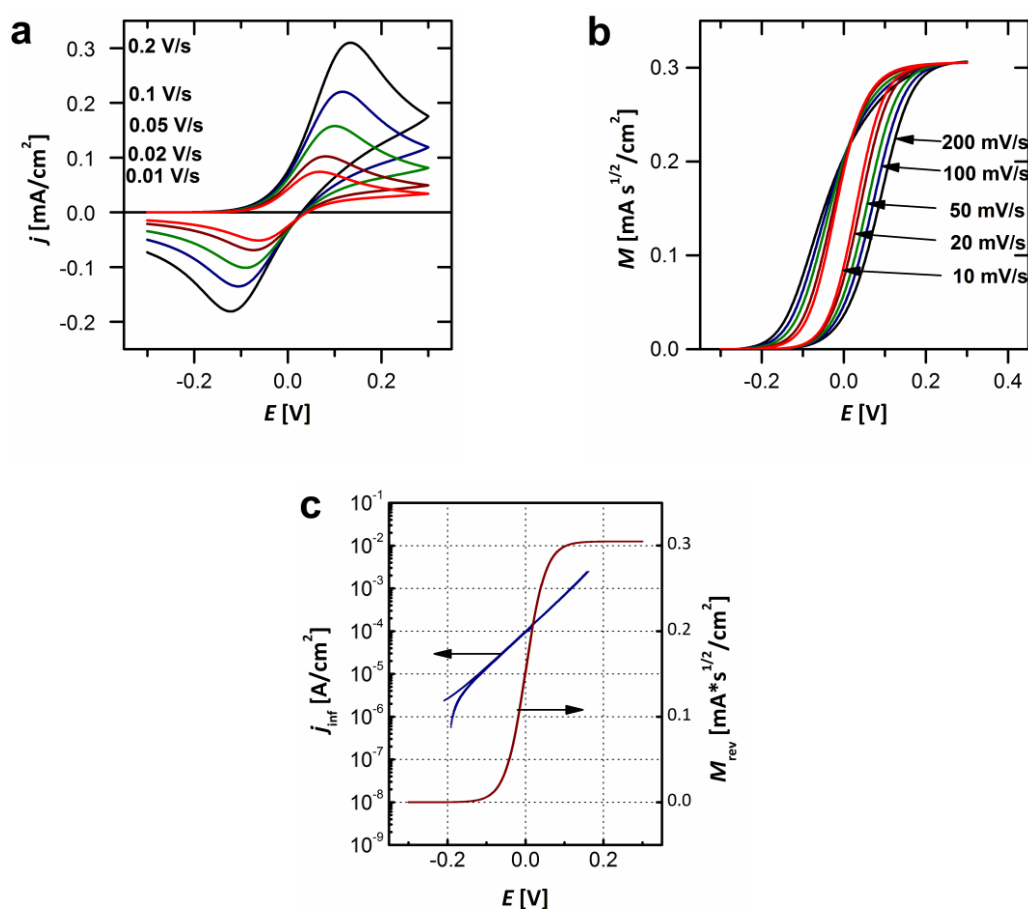 a
0.2 V/s
0.1 V/s
0.05 V/s
0.02 V/s
0.01 V/s
0.3
0.2
0.1
0.0
-0.1
-0.2
j [mA/cm²]
-0.2 0.0 0.2
E [V]
b
0.3
0.2
0.1
0.0
M [mA s^1/2/cm²]
200 mV/s
100 mV/s
50 mV/s
20 mV/s
10 mV/s
-0.2 0.0 0.2 0.4
E [V]
c
10⁻¹
10⁻²
10⁻³
10⁻⁴
10⁻⁵
10⁻⁶
10⁻⁷
10⁻⁸
10⁻⁹
j_inf [A/cm²]
0.3
0.2
0.1
0.0
M_rev [mA*s^1/2/cm²]
-0.2 0.0 0.2
E [V]